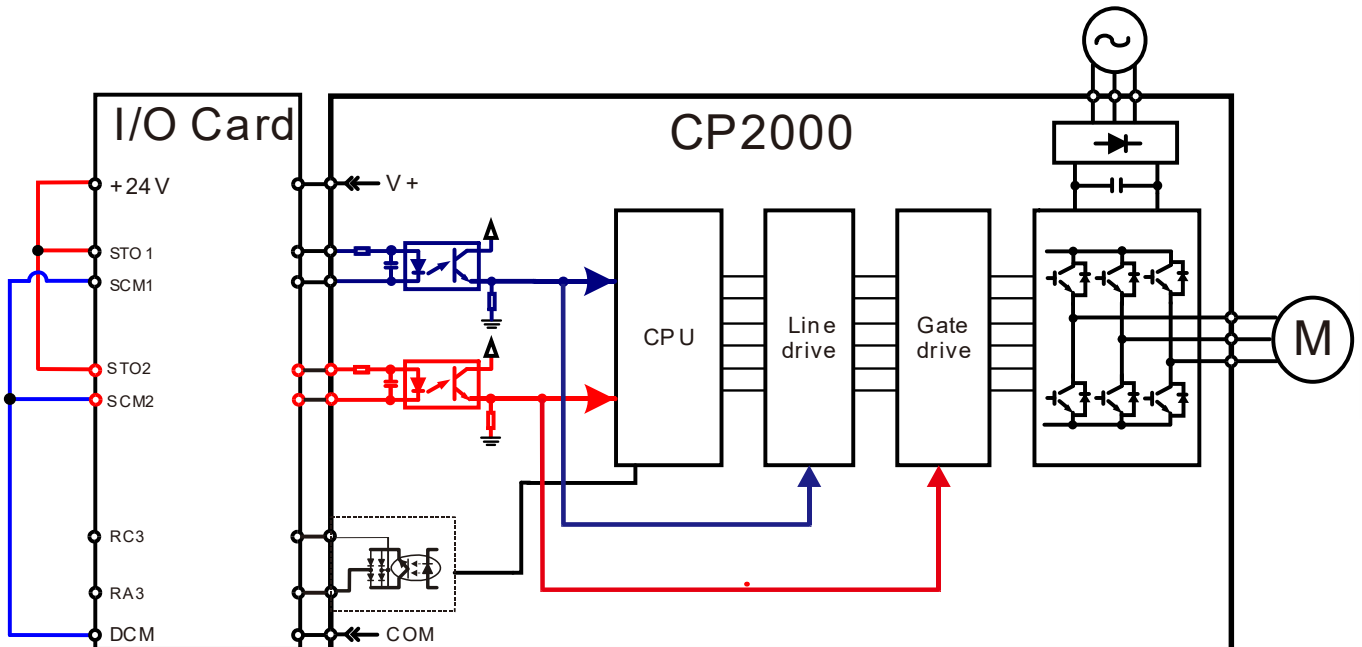 I/O Card
CP2000
+24V
V+
STO1
SCM1
CPU
Line
drive
Gate
drive
M
STO2
SCM2
RC3
RA3
DCM
COM